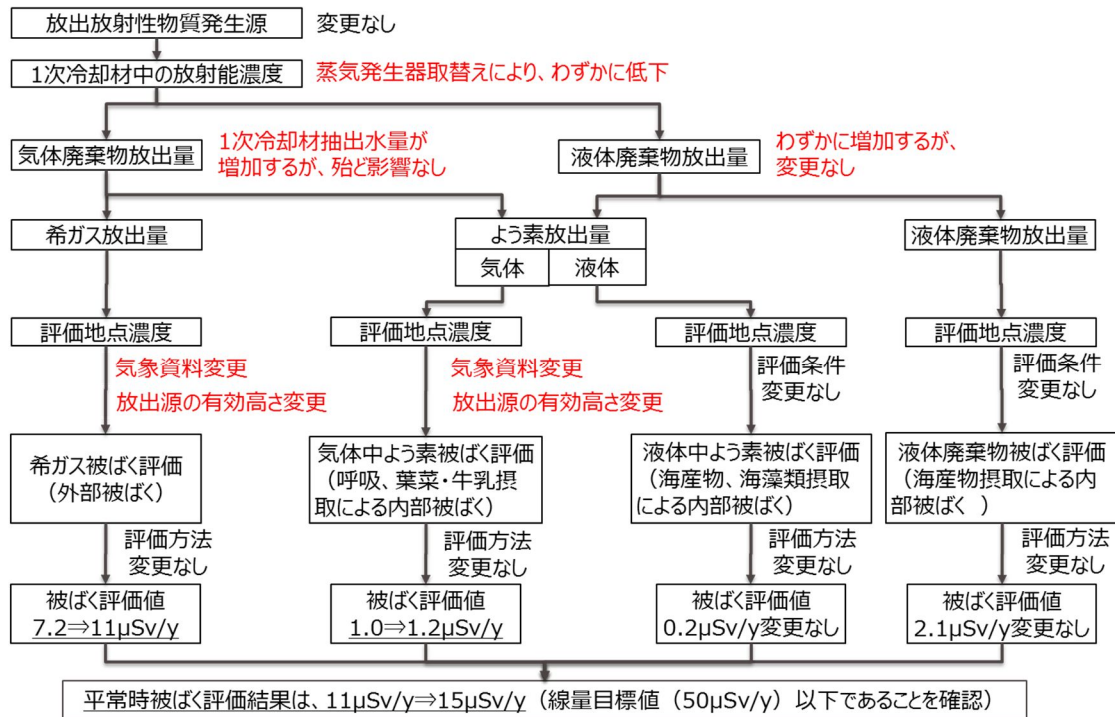 放出放射性物質発生源
変更なし
1次冷却材中の放射能濃度
蒸気発生器取替えにより、わずかに低下
気体廃棄物放出量
1次冷却材抽出水量が
増加するが、殆ど影響なし
液体廃棄物放出量
わずかに増加するが、
変更なし
希ガス放出量
よう素放出量
気体
液体
液体廃棄物放出量
評価地点濃度
評価地点濃度
評価地点濃度
評価地点濃度
気象資料変更
放出源の有効高さ変更
気象資料変更
放出源の有効高さ変更
評価条件
変更なし
評価条件
変更なし
希ガス被ばく評価
(外部被ばく)
気体中よう素被ばく評価
(呼吸、葉菜・牛乳摂
取による内部被ばく)
液体中よう素被ばく評価
(海産物、海藻類摂取
による内部被ばく)
液体廃棄物被ばく評価
(海産物摂取による内
部被ばく )
評価方法
変更なし
評価方法
変更なし
評価方法
変更なし
評価方法
変更なし
被ばく評価値
7.2⇒11μSv/y
被ばく評価値
1.0⇒1.2μSv/y
被ばく評価値
0.2μSv/y変更なし
被ばく評価値
2.1μSv/y変更なし
平常時被ばく評価結果は、11μSv/y⇒15μSv/y(線量目標値(50μSv/y)以下であることを確認)